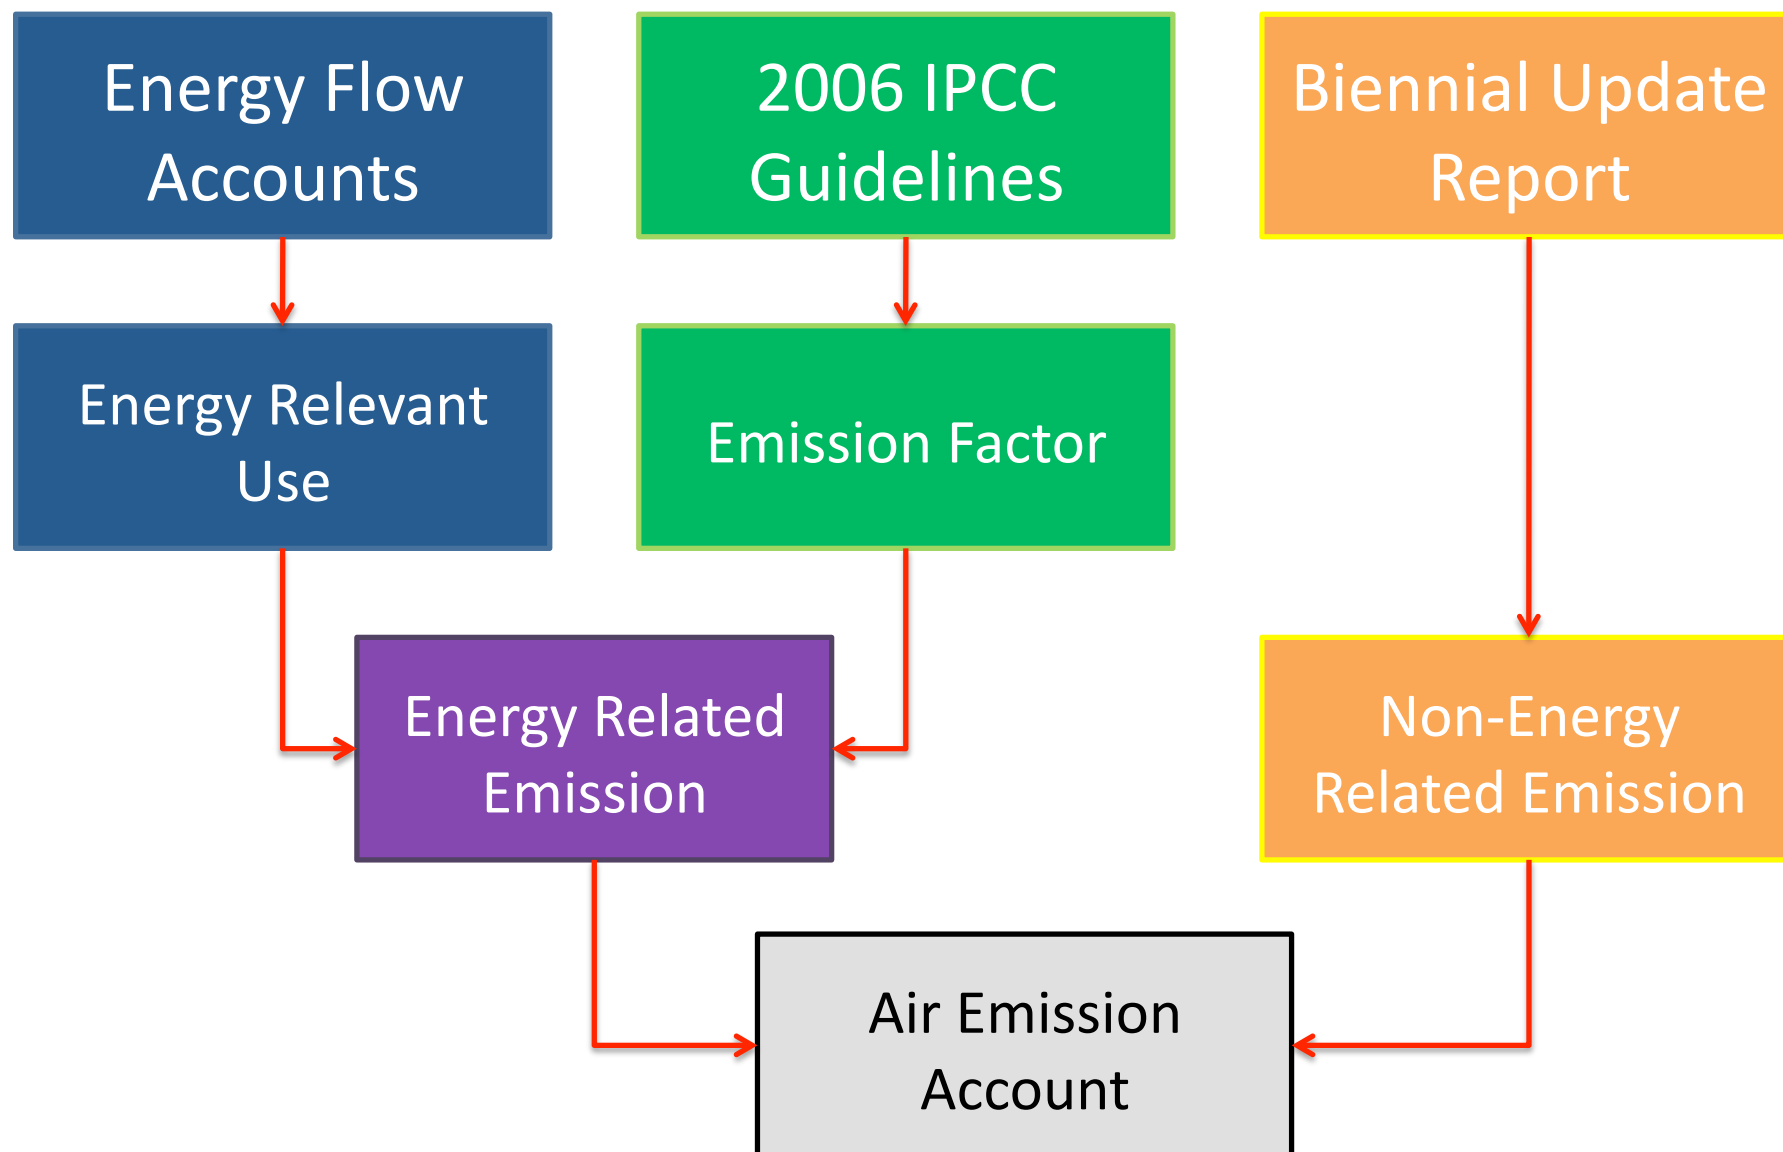 Energy Flow
Accounts
2006 IPCC
Guidelines
Biennial Update
Report
Energy Relevant
Use
Emission Factor
Energy Related
Emission
Non-Energy
Related Emission
Air Emission
Account